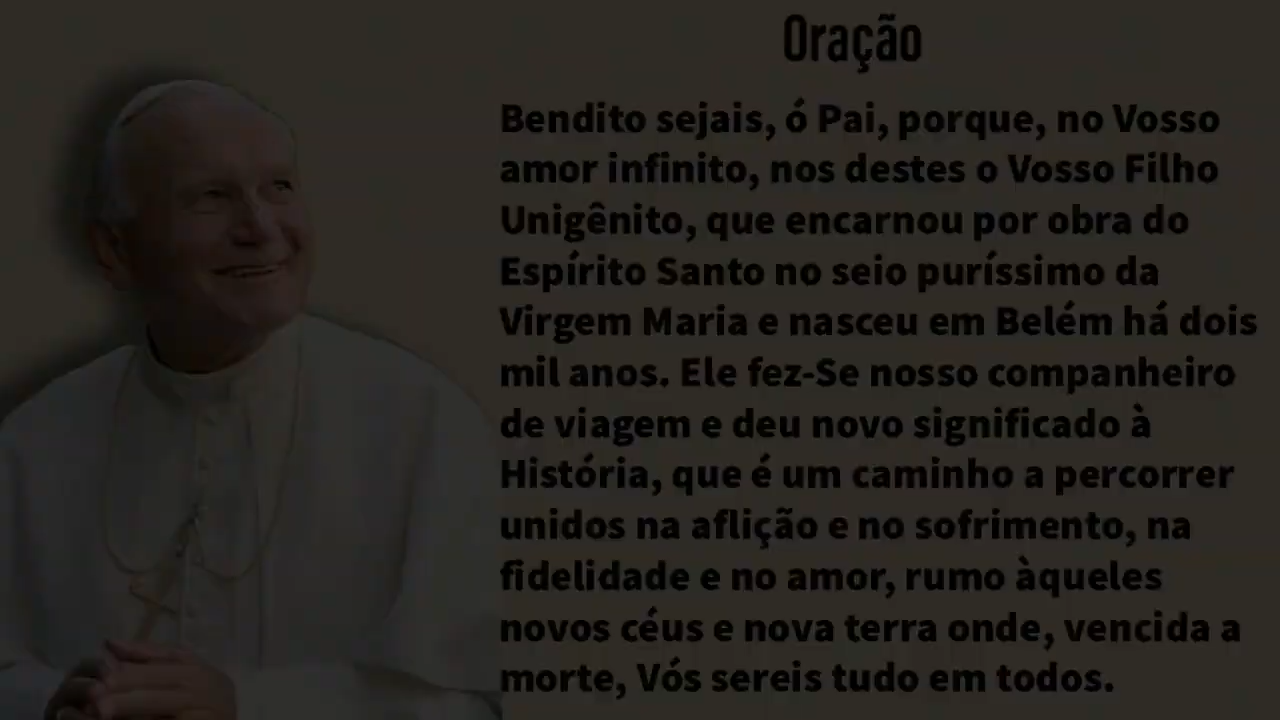 Oração
Bendito sejais, ó Pai, porque, no Vosso
amor infinito, nos destes o Vosso Filho
Unigênito, que encarnou por obra do
Espírito Santo no seio puríssimo da
Virgem Maria e nasceu em Belém há dois
mil anos. Ele fez-Se nosso companheiro
de viagem e deu novo significado à
História, que é um caminho a percorrer
unidos na aflição e no sofrimento, na
fidelidade e no amor, rumo àqueles
novos céus e nova terra onde, vencida a
morte, Vós sereis tudo em todos.